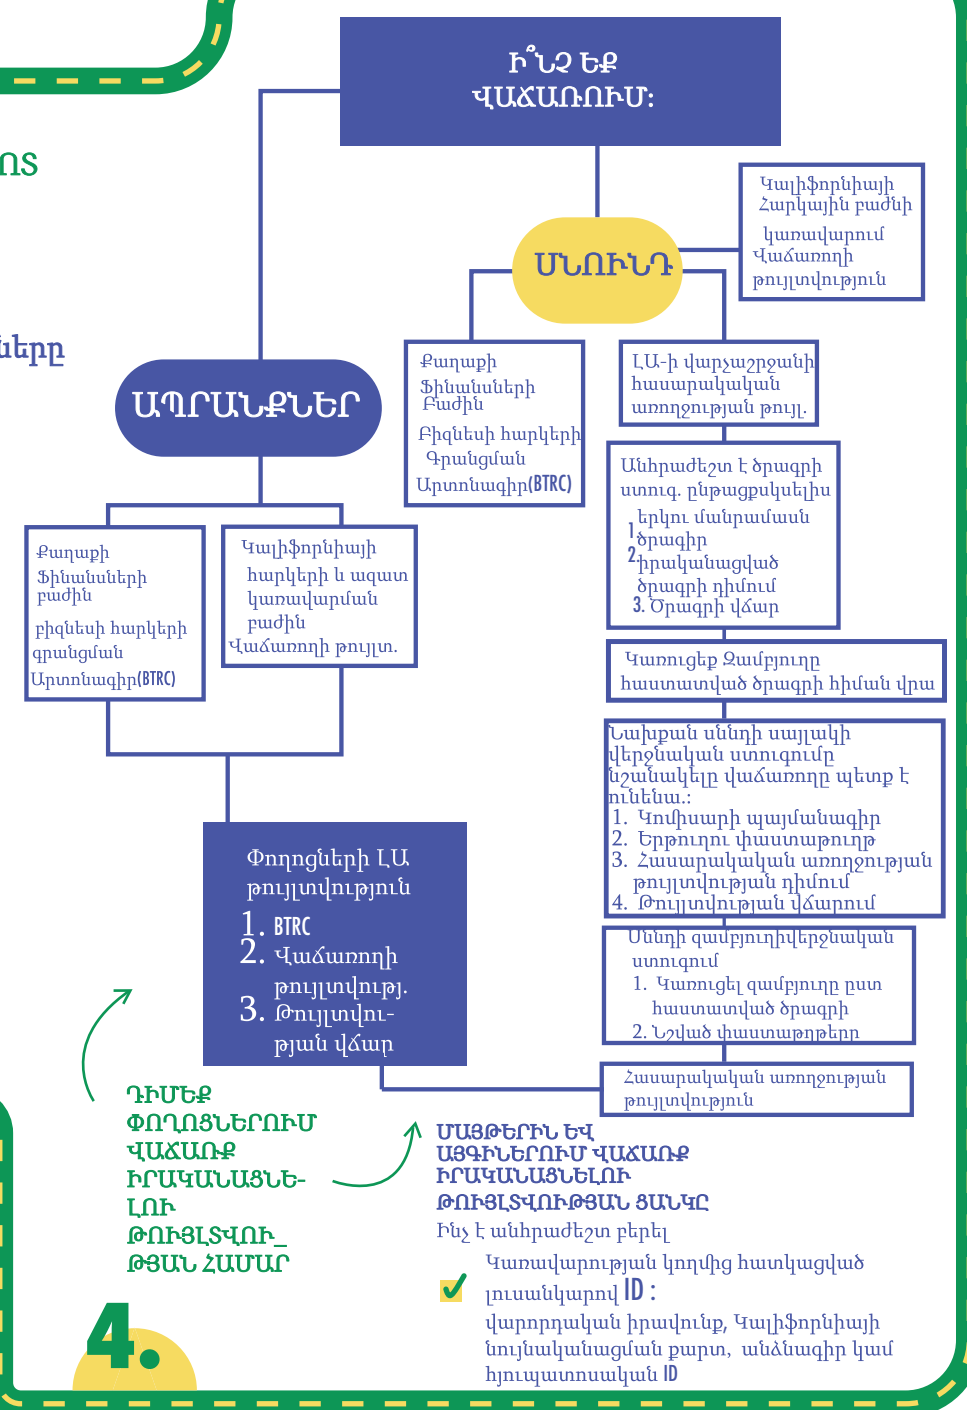 Ի՞ՆՉ ԵՔ
ՎԱՃԱՌՈՒՄ:
ՈՏ
ները
ՍՆՈՒՆԴ
Կալիֆորնիայի
Հարկային բաժնի
կառավարում
Վաճառողի
թույլտվություն
ԱՊՐԱՆՔՆԵՐ
Քաղաքի
Ֆինանսների
Բաժին
Բիզնեսի հարկերի
Գրանցման
Արտոնագիր(BTRC)
ԼԱ-ի վարչաշրջանի
հասարակական
առողջության թույլ.
Անհրաժեշտ է ծրագրի
ստուգ. ընթացքսկսելիս
1 երկու մանրամասն
ծրագիր
2.իրականացված
ծրագրի դիմում
3. Ծրագրի վճար
Քաղաքի
Ֆինանսների
բաժին
բիզնեսի հարկերի
գրանցման
Արտոնագիր(BTRC)
Կալիֆորնիայի
հարկերի և ազատ
կառավարման
բաժին
Վաճառողի թույլտ.
Կառուցեք Զամբյուղը
հաստատված ծրագրի հիման վրա
Նախքան սննդի սայլակի
վերջնական ստուգումը
նշանակելը վաճառողը պետք է
ունենա.:
1. Կոմիսարի պայմանագիր
2. Երթուղու փաստաթուղթ
3. Հասարակական առողջության
թույլտվության դիմում
4. Թույլտվության վճարում
Փողոցների ԼԱ
թույլտվություն
1. BTRC
2. Վաճառողի
թույլտվությ.
3. Թույլտվու-
թյան վճար
Սննդի զամբյուղիվերջնական
ստուգում
1. Կառուցել զամբյուղը ըստ
հաստատված ծրագրի
2. Նշված փաստաթղթերը
Հասարակական առողջության
թույլտվություն
ԴԻՄԵՔ
ՓՈՂՈՑՆԵՐՈՒՄ
ՎԱՃԱՌՔ
ԻՐԱԿԱՆԱՑՆԵ-
ԼՈՒ
ԹՈՒՅԼՏՎՈՒ_
ԹՅԱՆ ՀԱՄԱՐ
ՄԱՅԹԵՐԻՆ ԵՎ
ԱՅԳԻՆԵՐՈՒՄ ՎԱՃԱՌՔ
ԻՐԱԿԱՆԱՑՆԵԼՈՒ
ԹՈՒՅԼՏՎՈՒԹՅԱՆ ՑԱՆԿԸ
Ինչ է անհրաժեշտ բերել
Կառավարության կողմից հատկացված
լուսանկարով ID :
վարորդական իրավունք, Կալիֆորնիայի
նույնականացման քարտ, անձնագիր կամ
հյուպատոսական ID
4.